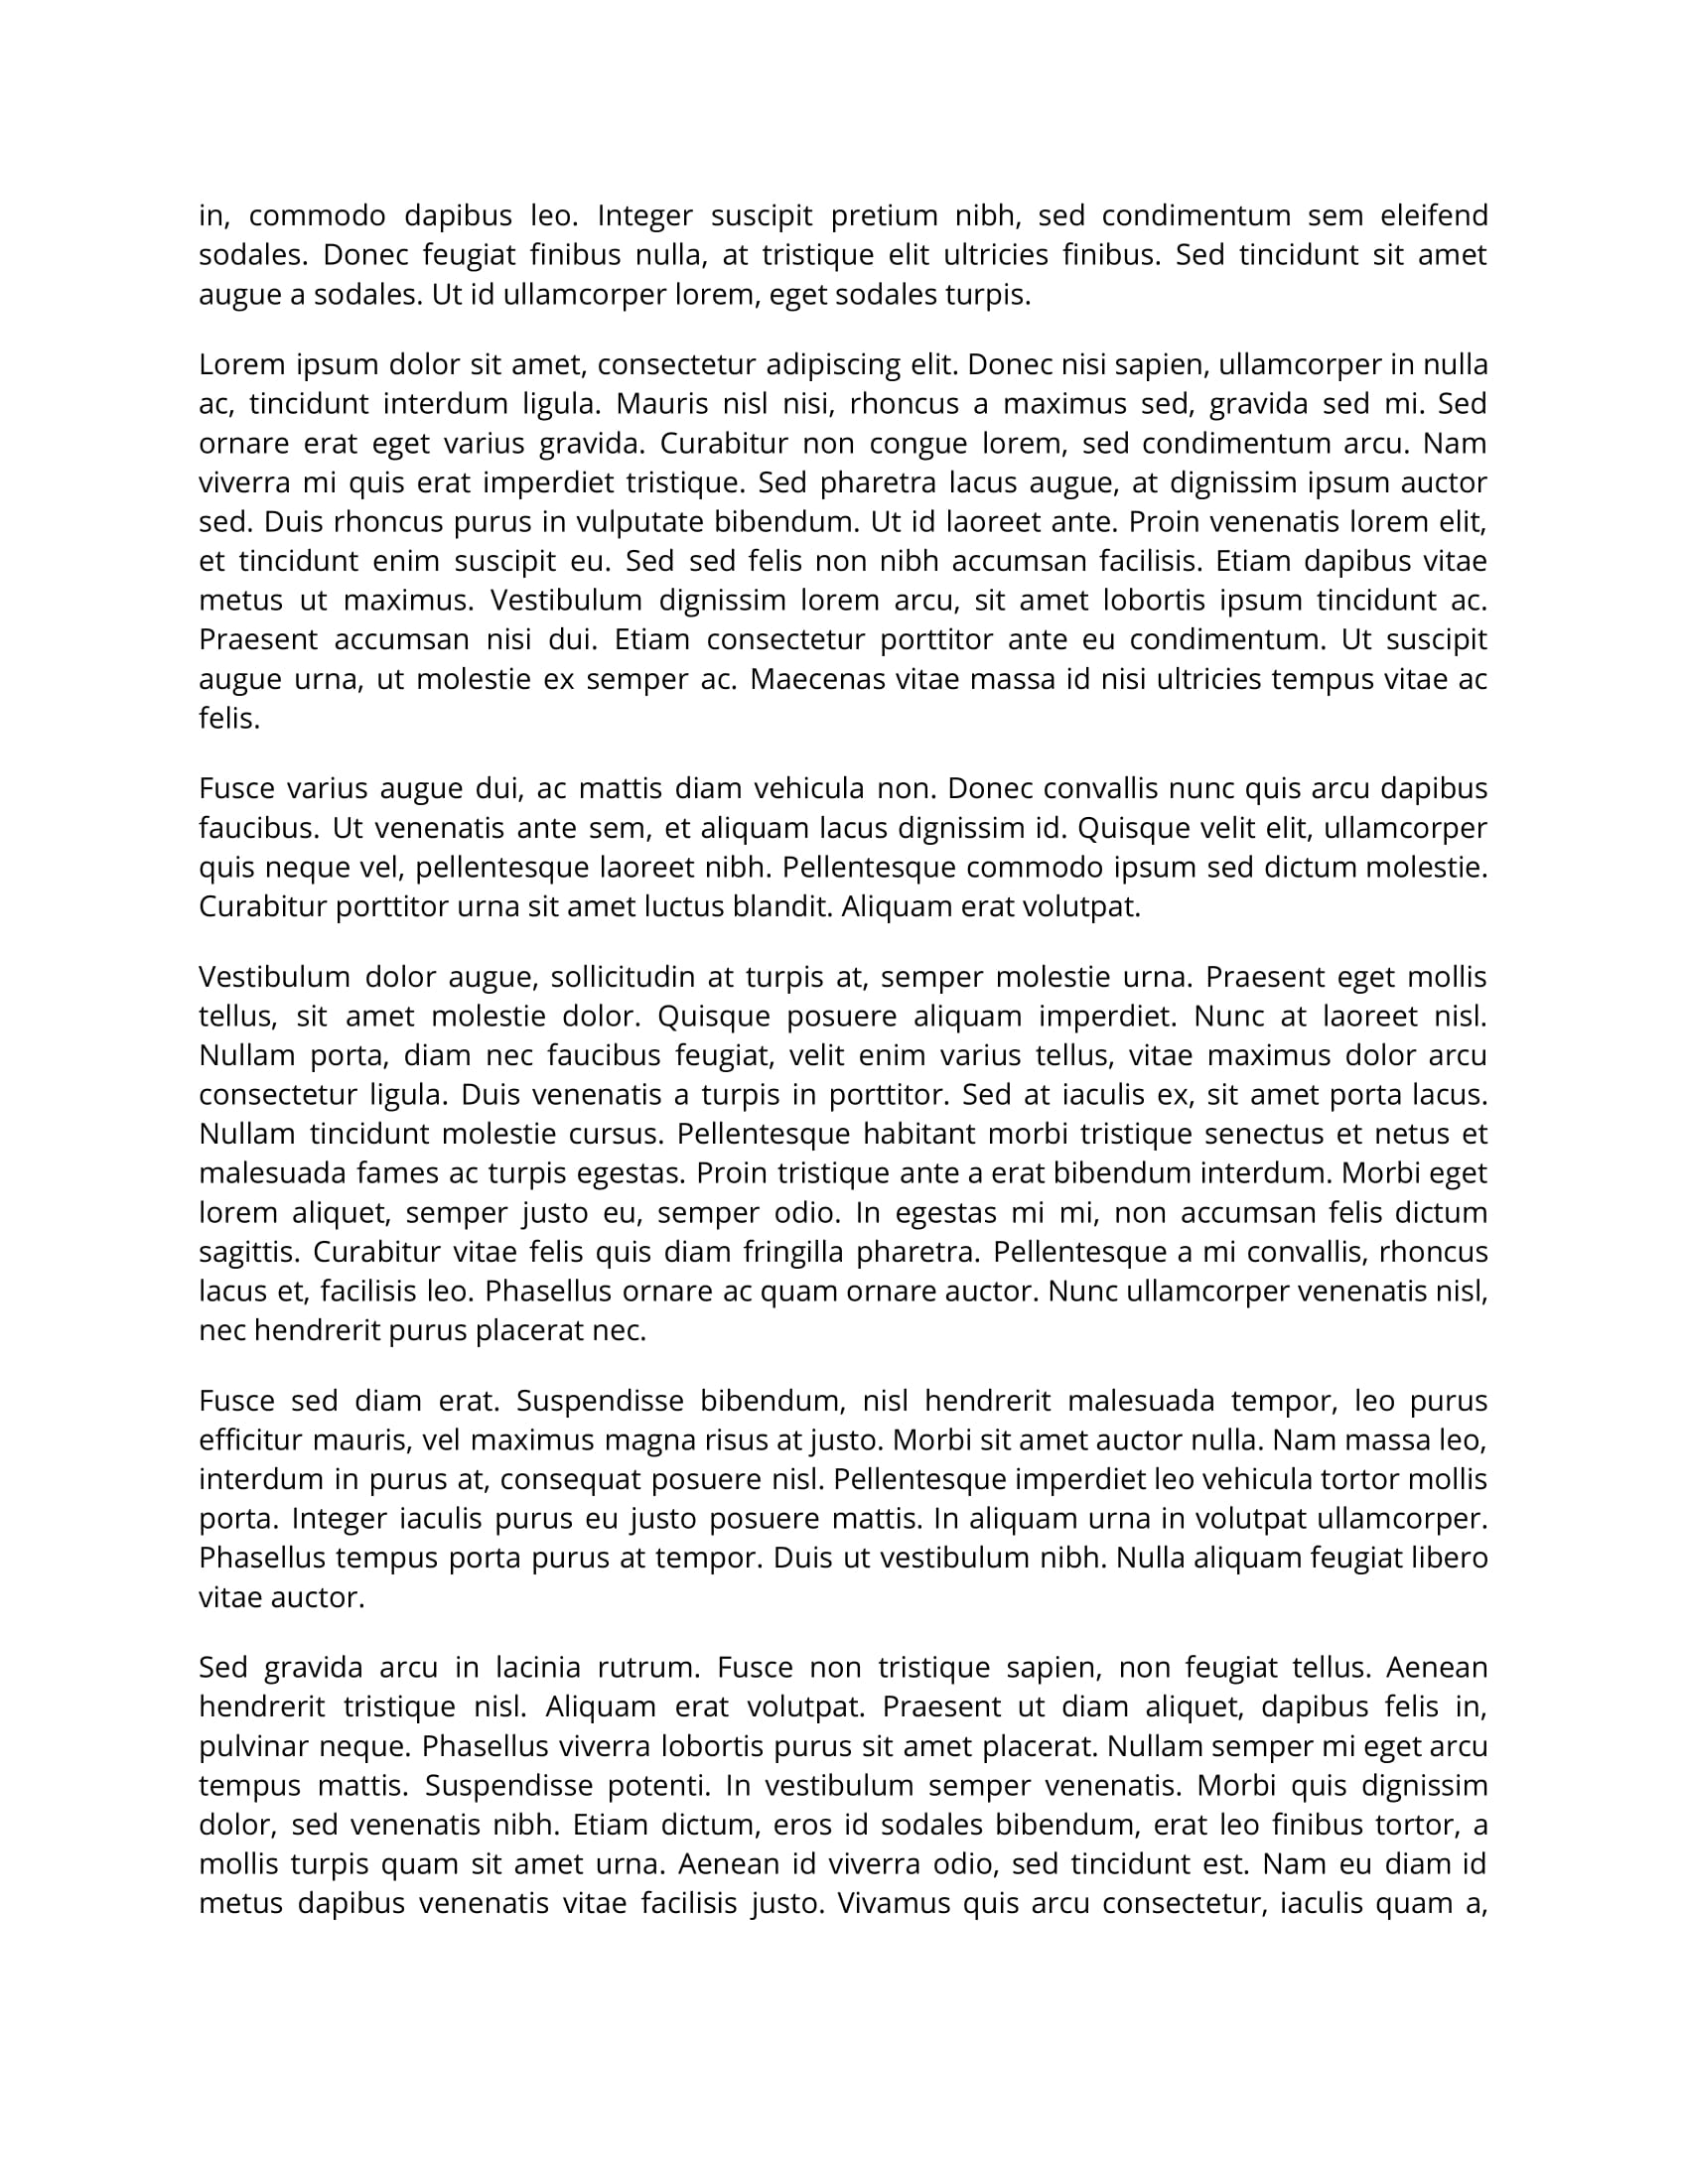 in, commodo dapibus leo. Integer suscipit pretium nibh, sed condimentum sem eleifend
sodales. Donec feugiat finibus nulla, at tristique elit ultricies finibus. Sed tincidunt sit amet
augue a sodales. Ut id ullamcorper lorem, eget sodales turpis.
Lorem ipsum dolor sit amet, consectetur adipiscing elit. Donec nisi sapien, ullamcorper in nulla
ac, tincidunt interdum ligula. Mauris nisl nisi, rhoncus a maximus sed, gravida sed mi. Sed
ornare erat eget varius gravida. Curabitur non congue lorem, sed condimentum arcu. Nam
viverra mi quis erat imperdiet tristique. Sed pharetra lacus augue, at dignissim ipsum auctor
sed. Duis rhoncus purus in vulputate bibendum. Ut id laoreet ante. Proin venenatis lorem elit,
et tincidunt enim suscipit eu. Sed sed felis non nibh accumsan facilisis. Etiam dapibus vitae
metus ut maximus. Vestibulum dignissim lorem arcu, sit amet lobortis ipsum tincidunt ac.
Praesent accumsan nisi dui. Etiam consectetur porttitor ante eu condimentum. Ut suscipit
augue urna, ut molestie ex semper ac. Maecenas vitae massa id nisi ultricies tempus vitae ac
felis.
Fusce varius augue dui, ac mattis diam vehicula non. Donec convallis nunc quis arcu dapibus
faucibus. Ut venenatis ante sem, et aliquam lacus dignissim id. Quisque velit elit, ullamcorper
quis neque vel, pellentesque laoreet nibh. Pellentesque commodo ipsum sed dictum molestie.
Curabitur porttitor urna sit amet luctus blandit. Aliquam erat volutpat.
Vestibulum dolor augue, sollicitudin at turpis at, semper molestie urna. Praesent eget mollis
tellus, sit amet molestie dolor. Quisque posuere aliquam imperdiet. Nunc at laoreet nisl.
Nullam porta, diam nec faucibus feugiat, velit enim varius tellus, vitae maximus dolor arcu
consectetur ligula. Duis venenatis a turpis in porttitor. Sed at iaculis ex, sit amet porta lacus.
Nullam tincidunt molestie cursus. Pellentesque habitant morbi tristique senectus et netus et
malesuada fames ac turpis egestas. Proin tristique ante a erat bibendum interdum. Morbi eget
lorem aliquet, semper justo eu, semper odio. In egestas mi mi, non accumsan felis dictum
sagittis. Curabitur vitae felis quis diam fringilla pharetra. Pellentesque a mi convallis, rhoncus
lacus et, facilisis leo. Phasellus ornare ac quam ornare auctor. Nunc ullamcorper venenatis nisl,
nec hendrerit purus placerat nec.
Fusce sed diam erat. Suspendisse bibendum, nisl hendrerit malesuada tempor, leo purus
efficitur mauris, vel maximus magna risus at justo. Morbi sit amet auctor nulla. Nam massa leo,
interdum in purus at, consequat posuere nisl. Pellentesque imperdiet leo vehicula tortor mollis
porta. Integer iaculis purus eu justo posuere mattis. In aliquam urna in volutpat ullamcorper.
Phasellus tempus porta purus at tempor. Duis ut vestibulum nibh. Nulla aliquam feugiat libero
vitae auctor.
Sed gravida arcu in lacinia rutrum. Fusce non tristique sapien, non feugiat tellus. Aenean
hendrerit tristique nisl. Aliquam erat volutpat. Praesent ut diam aliquet, dapibus felis in,
pulvinar neque. Phasellus viverra lobortis purus sit amet placerat. Nullam semper mi eget arcu
tempus mattis. Suspendisse potenti. In vestibulum semper venenatis. Morbi quis dignissim
dolor, sed venenatis nibh. Etiam dictum, eros id sodales bibendum, erat leo finibus tortor, a
mollis turpis quam sit amet urna. Aenean id viverra odio, sed tincidunt est. Nam eu diam id
metus dapibus venenatis vitae facilisis justo. Vivamus quis arcu consectetur, iaculis quam a,